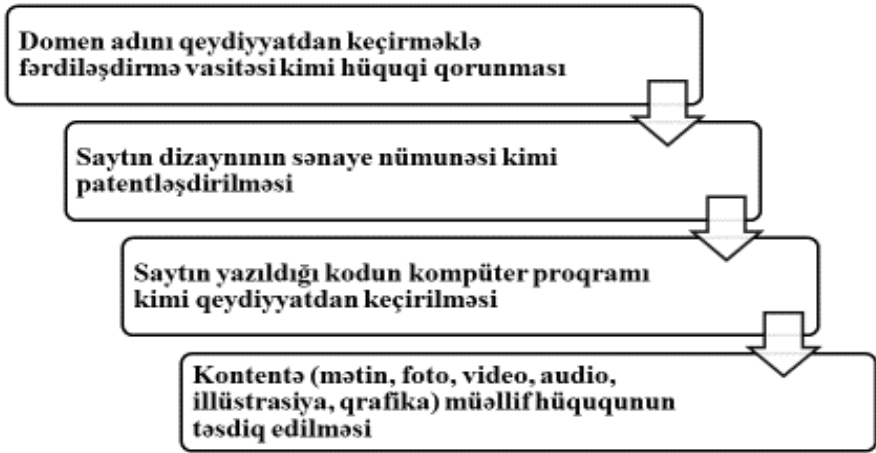 Domen adını qeydiyyatdan keçirməklə
fərdiləşdirmə vasitəsi kimi hüquqi qorunması
Saytın dizaynının sənaye nümunəsi kimi
patentləşdirilməsi
Saytın yazıldığı kodun kompüter proqramı
kimi qeydiyyatdan keçirilməsi
Kontentə (mətin, foto, video, audio,
illüstrasiya, qrafika) müəllif hüququnun
təsdiq edilməsi